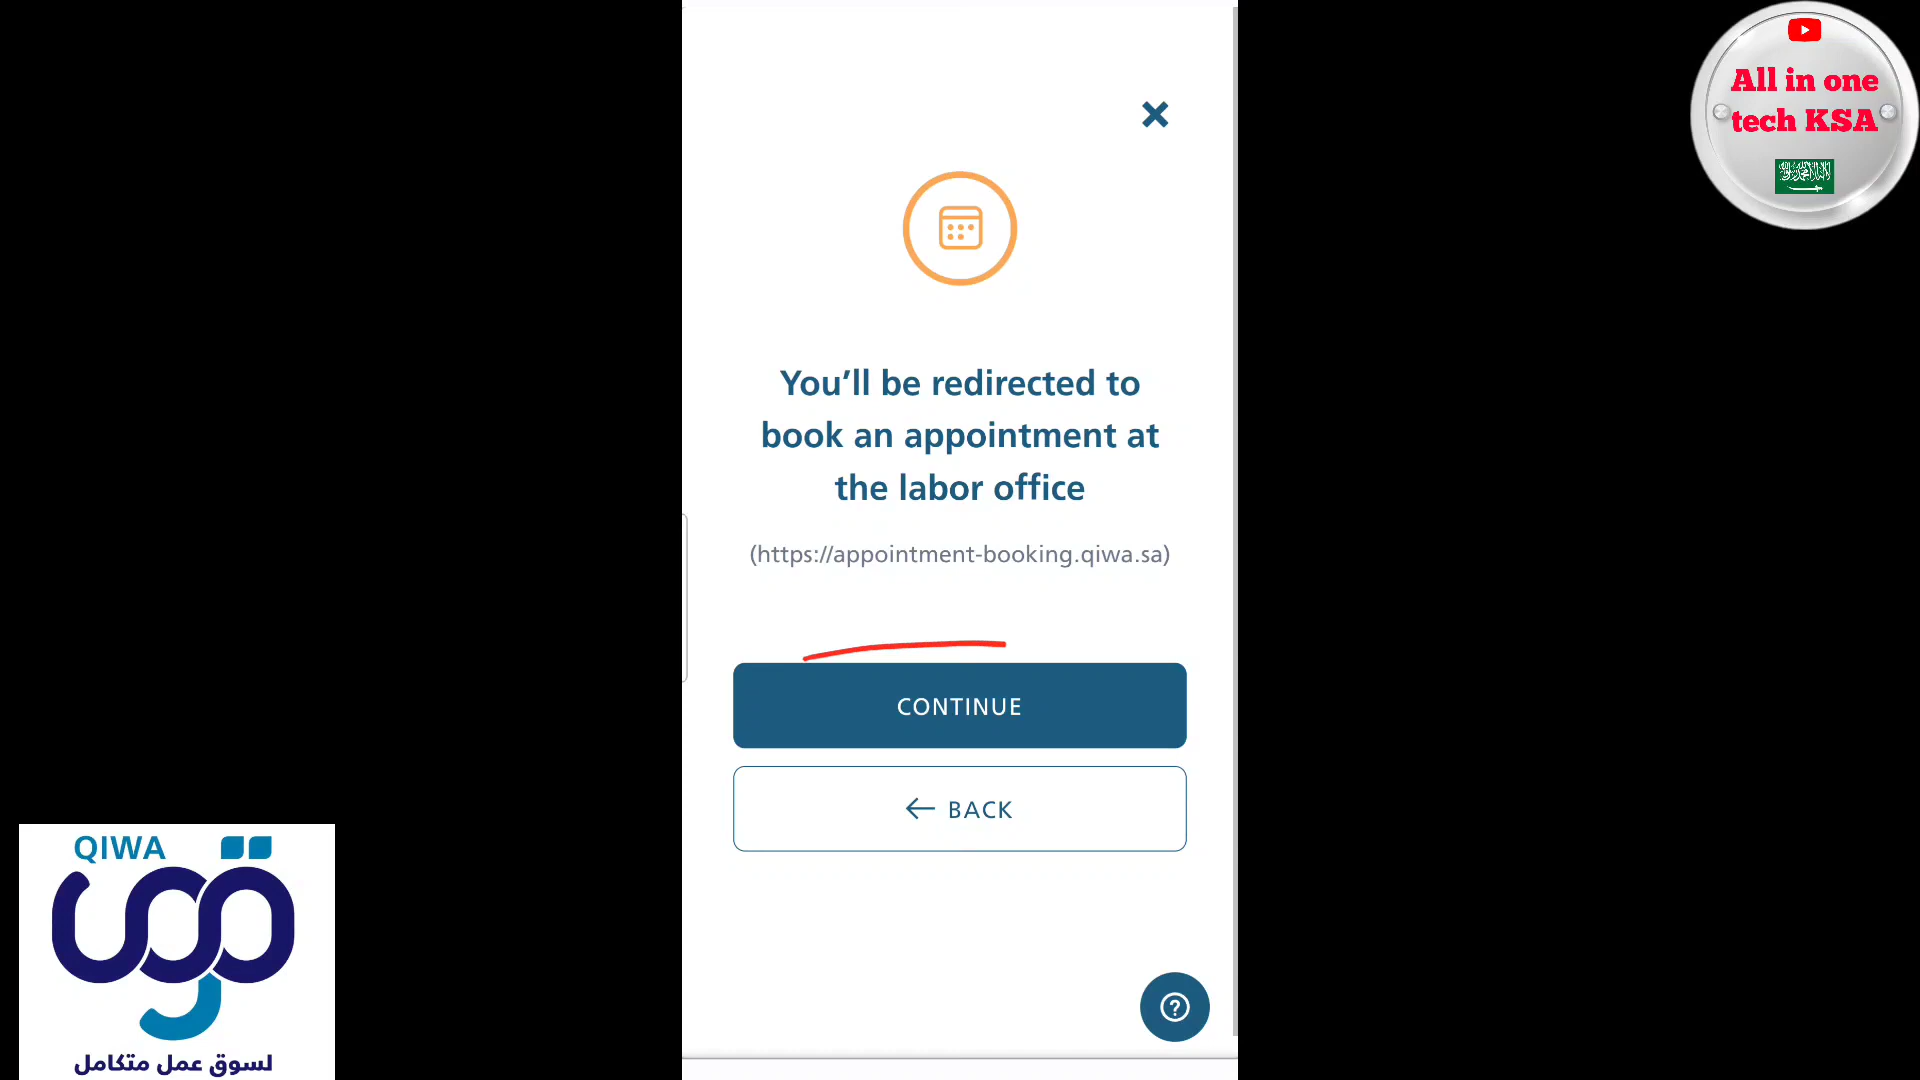 All in one
tech KSA
You’ll be redirected to
book an appointment at
the labor office
(https://appointment-booking.qiwa.sa)
CONTINUE
← BACK
?
QIWA
قوى
لسوق عمل متكامل